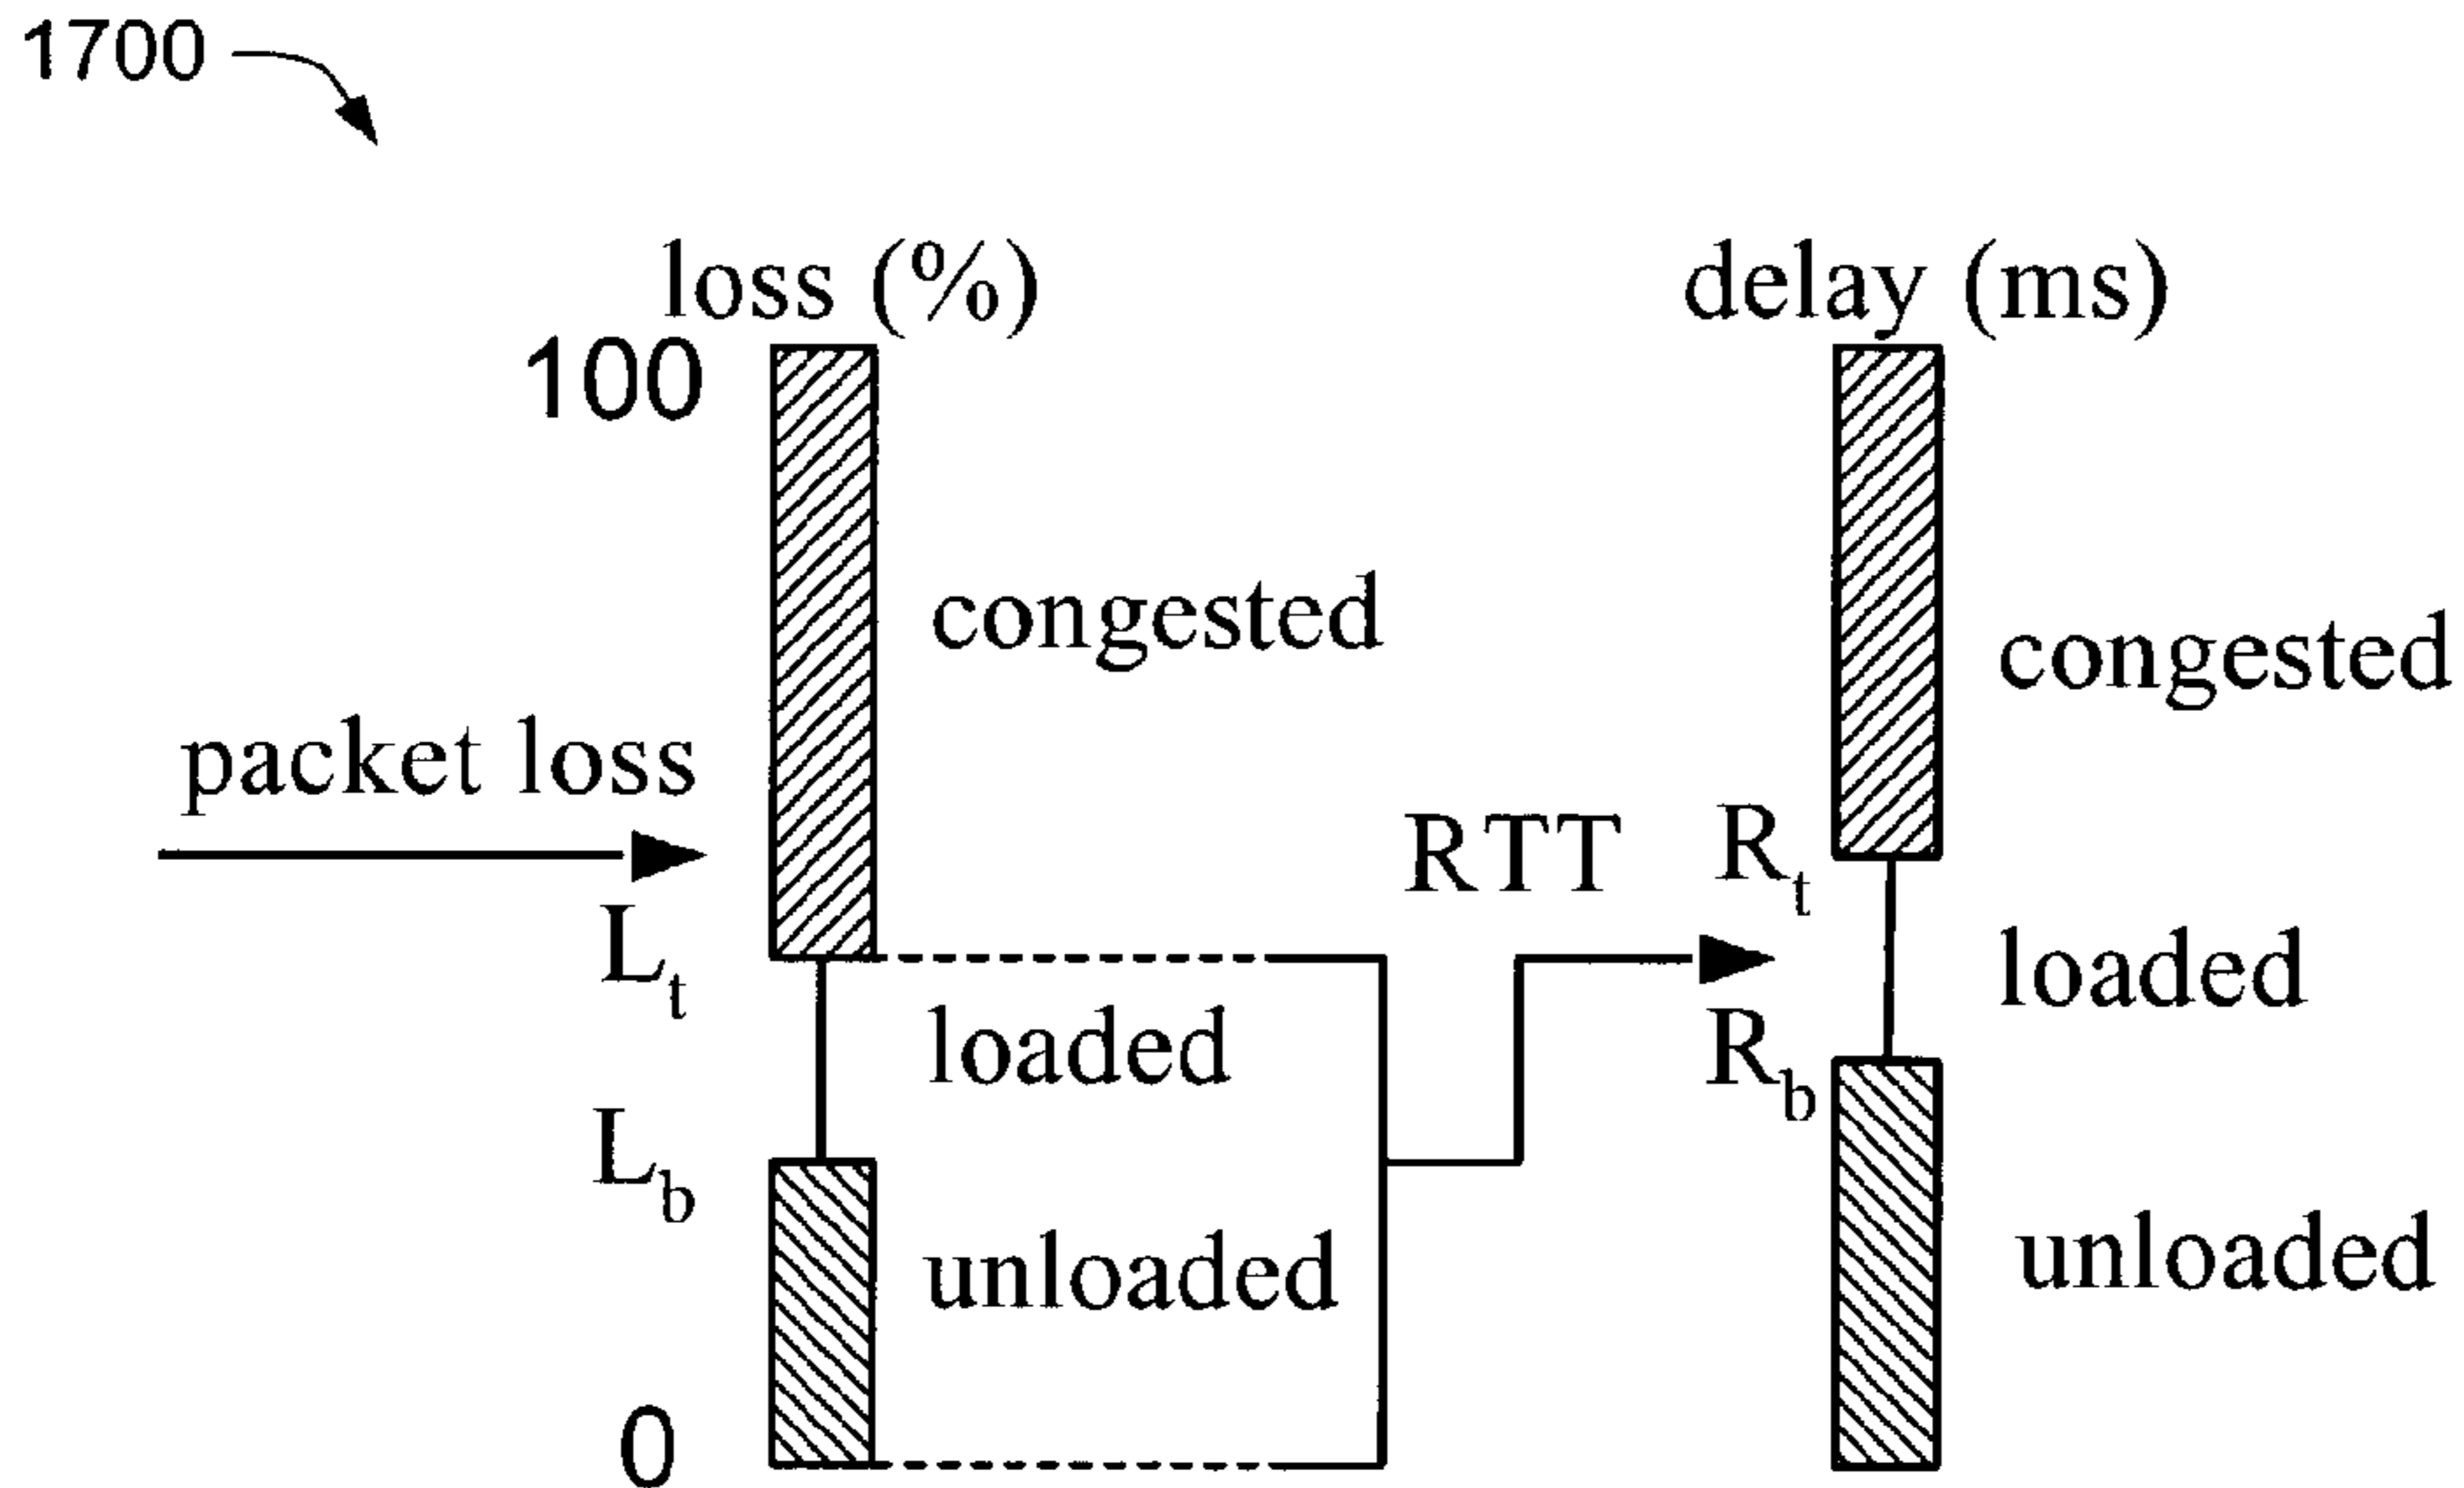 1700
loss (%)
delay (ms)
100
congested
congested
packet loss
RTT
R_t
L_t
loaded
loaded
R_b
L_b
unloaded
unloaded
0